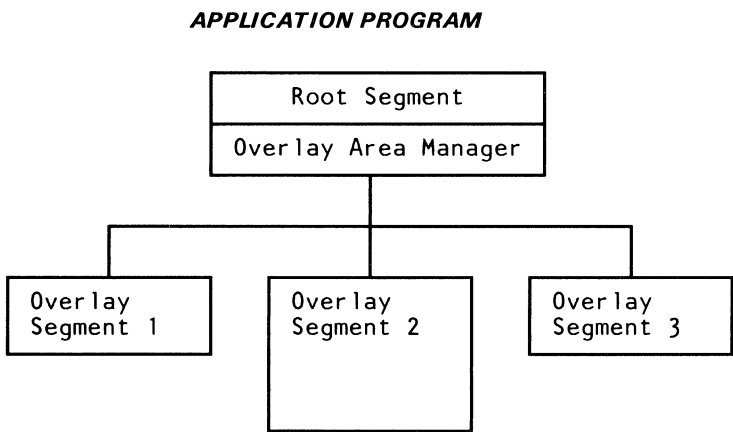 APPLICATION PROGRAM
Root Segment
Overlay Area Manager
Overlay
Segment 1
Overlay
Segment 2
Overlay
Segment 3